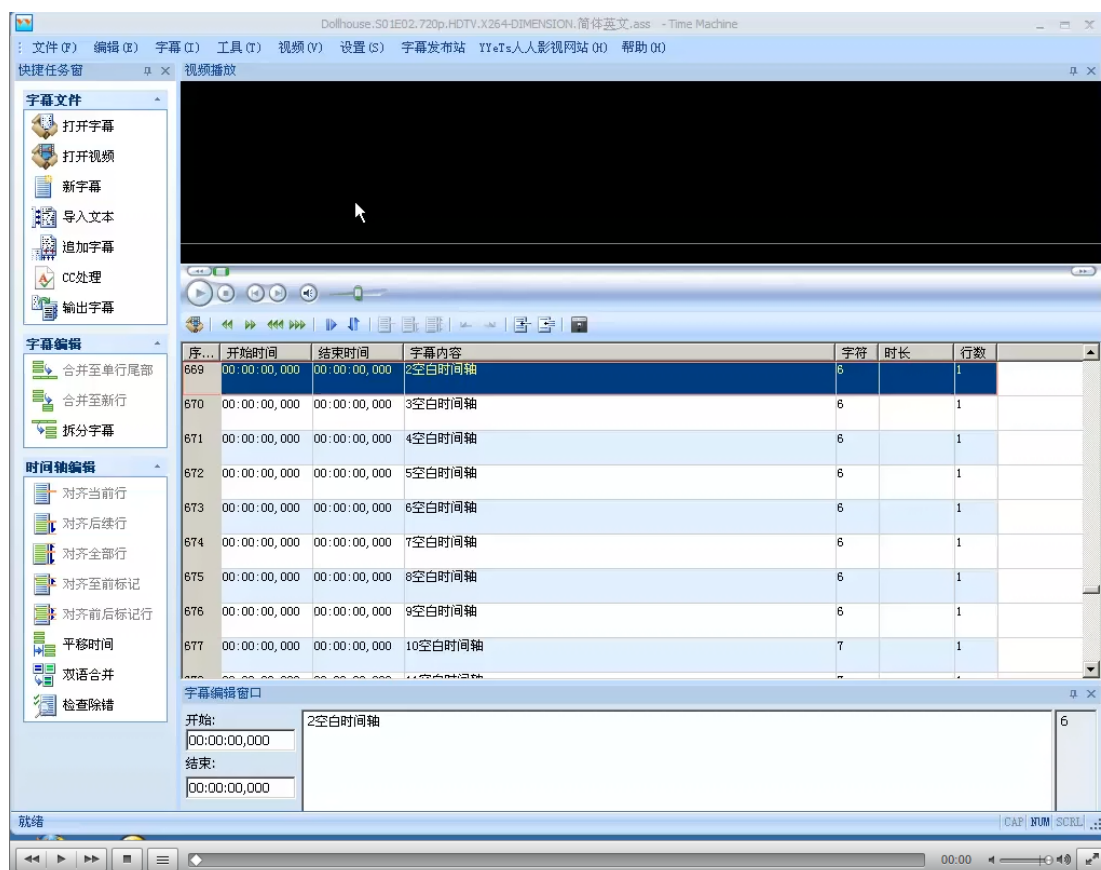 Dollhouse.S01E02.720p.HDTV.X264-DIMENSION.简体英文.ass - Time Machine
文件(F) 编辑(E) 字幕(I) 工具(T) 视频(V) 设置(S) 字幕发布站 YYeTs人人影视网站(H) 帮助(H)
快捷任务窗 视频播放
字幕文件
打开字幕
打开视频
新字幕
导入文本
追加字幕
CC处理
输出字幕
字幕编辑
合并至单行尾部
合并至新行
拆分字幕
时间轴编辑
对齐当前行
对齐后续行
对齐全部行
对齐至前标记
对齐前后标记行
平移时间
双语合并
检查除错
序... 开始时间 结束时间 字幕内容 字符 时长 行数
669 00:00:00,000 00:00:00,000 2空白时间轴 6 1
670 00:00:00,000 00:00:00,000 3空白时间轴 6 1
671 00:00:00,000 00:00:00,000 4空白时间轴 6 1
672 00:00:00,000 00:00:00,000 5空白时间轴 6 1
673 00:00:00,000 00:00:00,000 6空白时间轴 6 1
674 00:00:00,000 00:00:00,000 7空白时间轴 6 1
675 00:00:00,000 00:00:00,000 8空白时间轴 6 1
676 00:00:00,000 00:00:00,000 9空白时间轴 6 1
677 00:00:00,000 00:00:00,000 10空白时间轴 7 1
字幕编辑窗口
开始:
00:00:00,000
结束:
00:00:00,000
2空白时间轴 6
就绪 CAP NUM SCRL
00:00